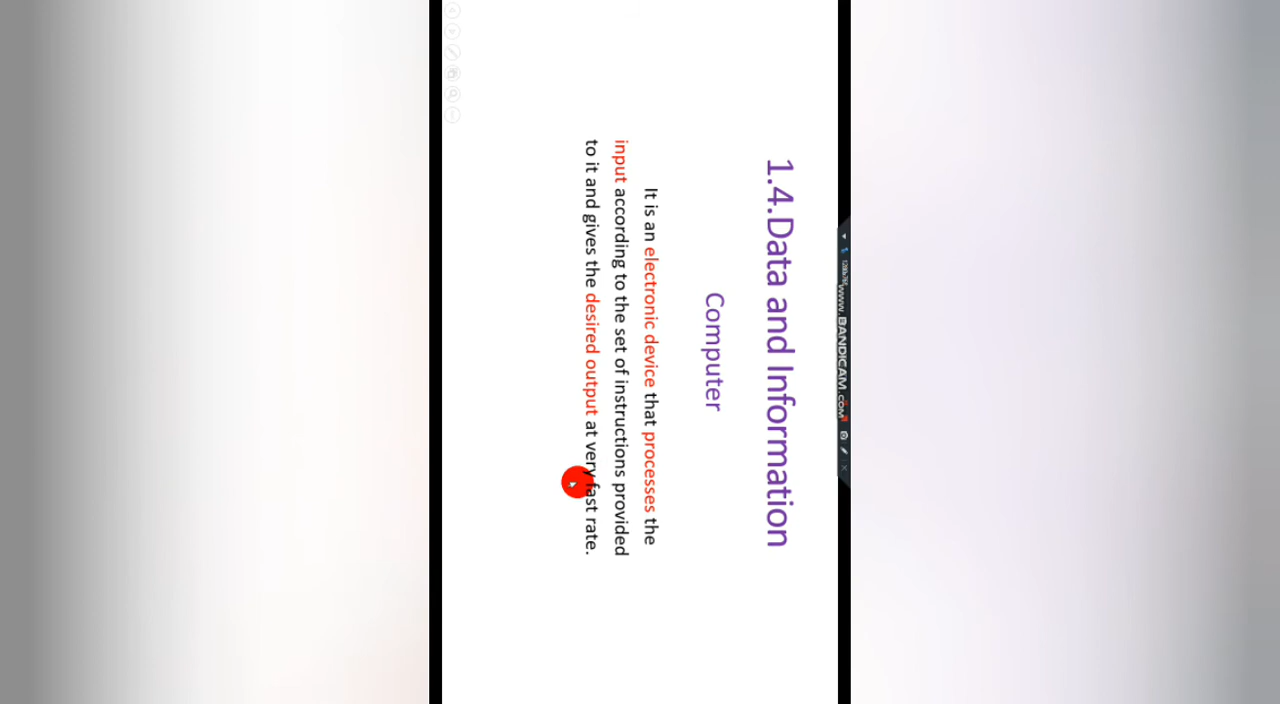 1.4.Data and Information
Computer
It is an electronic device that processes the
input according to the set of instructions provided
to it and gives the desired output at very fast rate.
www.BANDICAM.COM